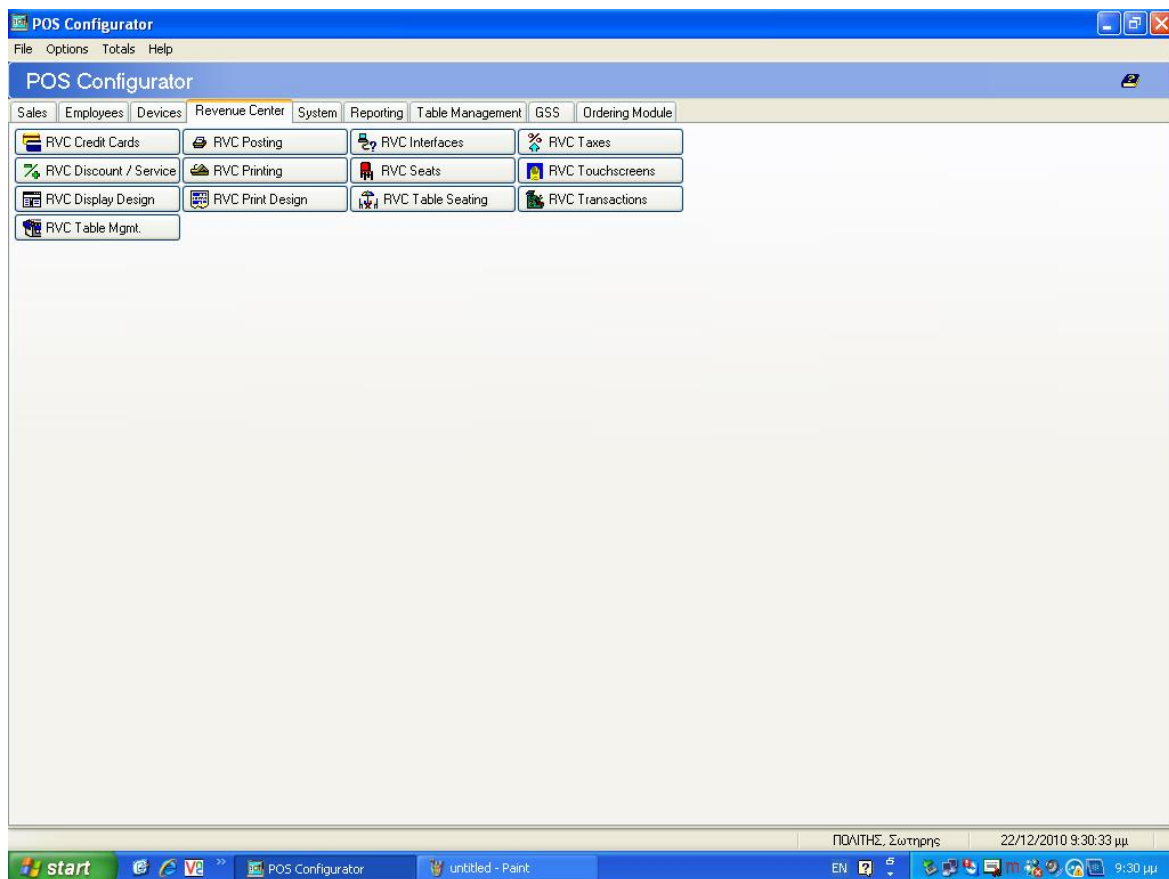 POS Configurator
File Options Totals Help
POS Configurator
Sales Employees Devices Revenue Center System Reporting Table Management GSS Ordering Module
RVC Credit Cards RVC Posting RVC Interfaces RVC Taxes
RVC Discount / Service RVC Printing RVC Seats RVC Touchscreens
RVC Display Design RVC Print Design RVC Table Seating RVC Transactions
RVC Table Mgmt.
ΠΟΛΙΤΗΣ, Σωτηρης 22/12/2010 9:30:33 μμ
start POS Configurator untitled - Paint EN 9:30 μμ